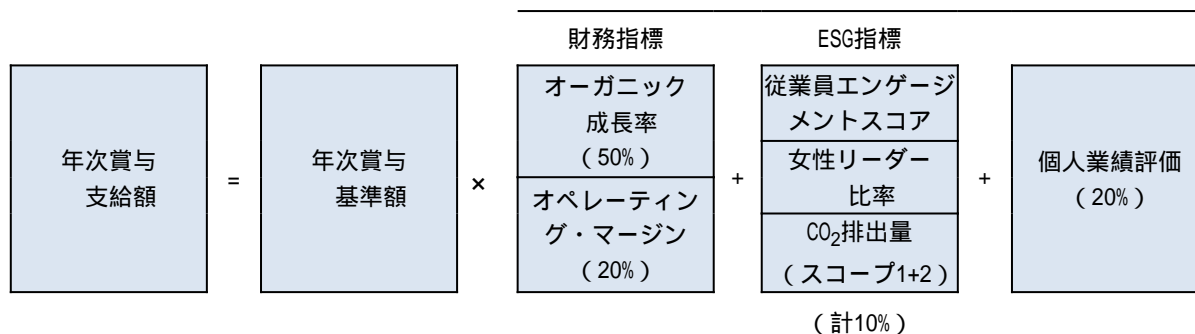 財務指標
ESG指標
年次賞与
支給額
=
年次賞与
基準額
×
オーガニック
成長率
(50%)
オペレーティン
グ・マージン
(20%)
+
従業員エンゲージ
メントスコア
女性リーダー
比率
CO₂排出量
(スコープ1+2)
(計10%)
+
個人業績評価
(20%)